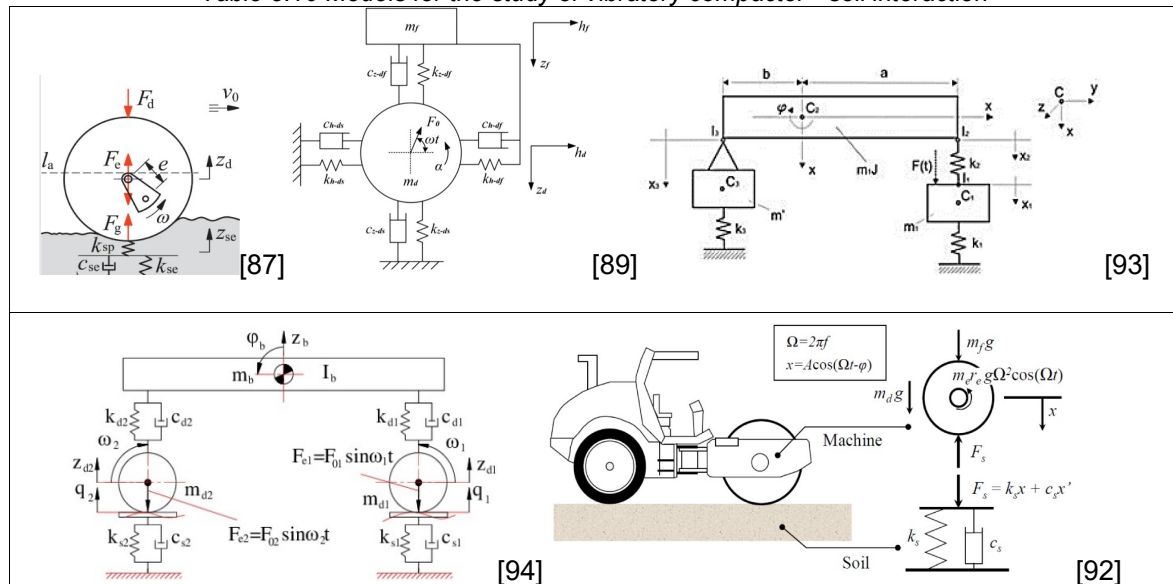 Table 3.10 Models for the study of vibratory compactor - soil interaction
F_d
v_0
l_a
F_e
e
z_d
ω
F_g
z_se
k_sp
c_se
k_se
[87]
m_f
h_f
z_f
c_z-df
k_z-df
c_h-ds
k_h-ds
F_0
ωt
α
m_d
c_h-df
k_h-df
h_d
z_d
c_z-ds
k_z-ds
[89]
b
a
φ
C_2
x
l_3
l_2
x
m_1J
C
y
z
x
x_3
F(t)
k_2
x_2
l_1
C_3
C_1
x_1
m'
m_1
k_3
k_1
[93]
φ_b
z_b
m_b
I_b
k_d2
c_d2
k_d1
c_d1
ω_2
ω_1
F_e1=F_01 sinω_1t
z_d2
z_d1
q_2
m_d2
m_d1
q_1
F_e2=F_02 sinω_2t
k_s2
c_s2
k_s1
c_s1
[94]
Ω=2πf
x=Acos(Ωt-φ)
m_f g
m_e r_e gΩ²cos(Ωt)
m_d g
x
Machine
F_s
F_s = k_s x + c_s x'
k_s
c_s
Soil
[92]